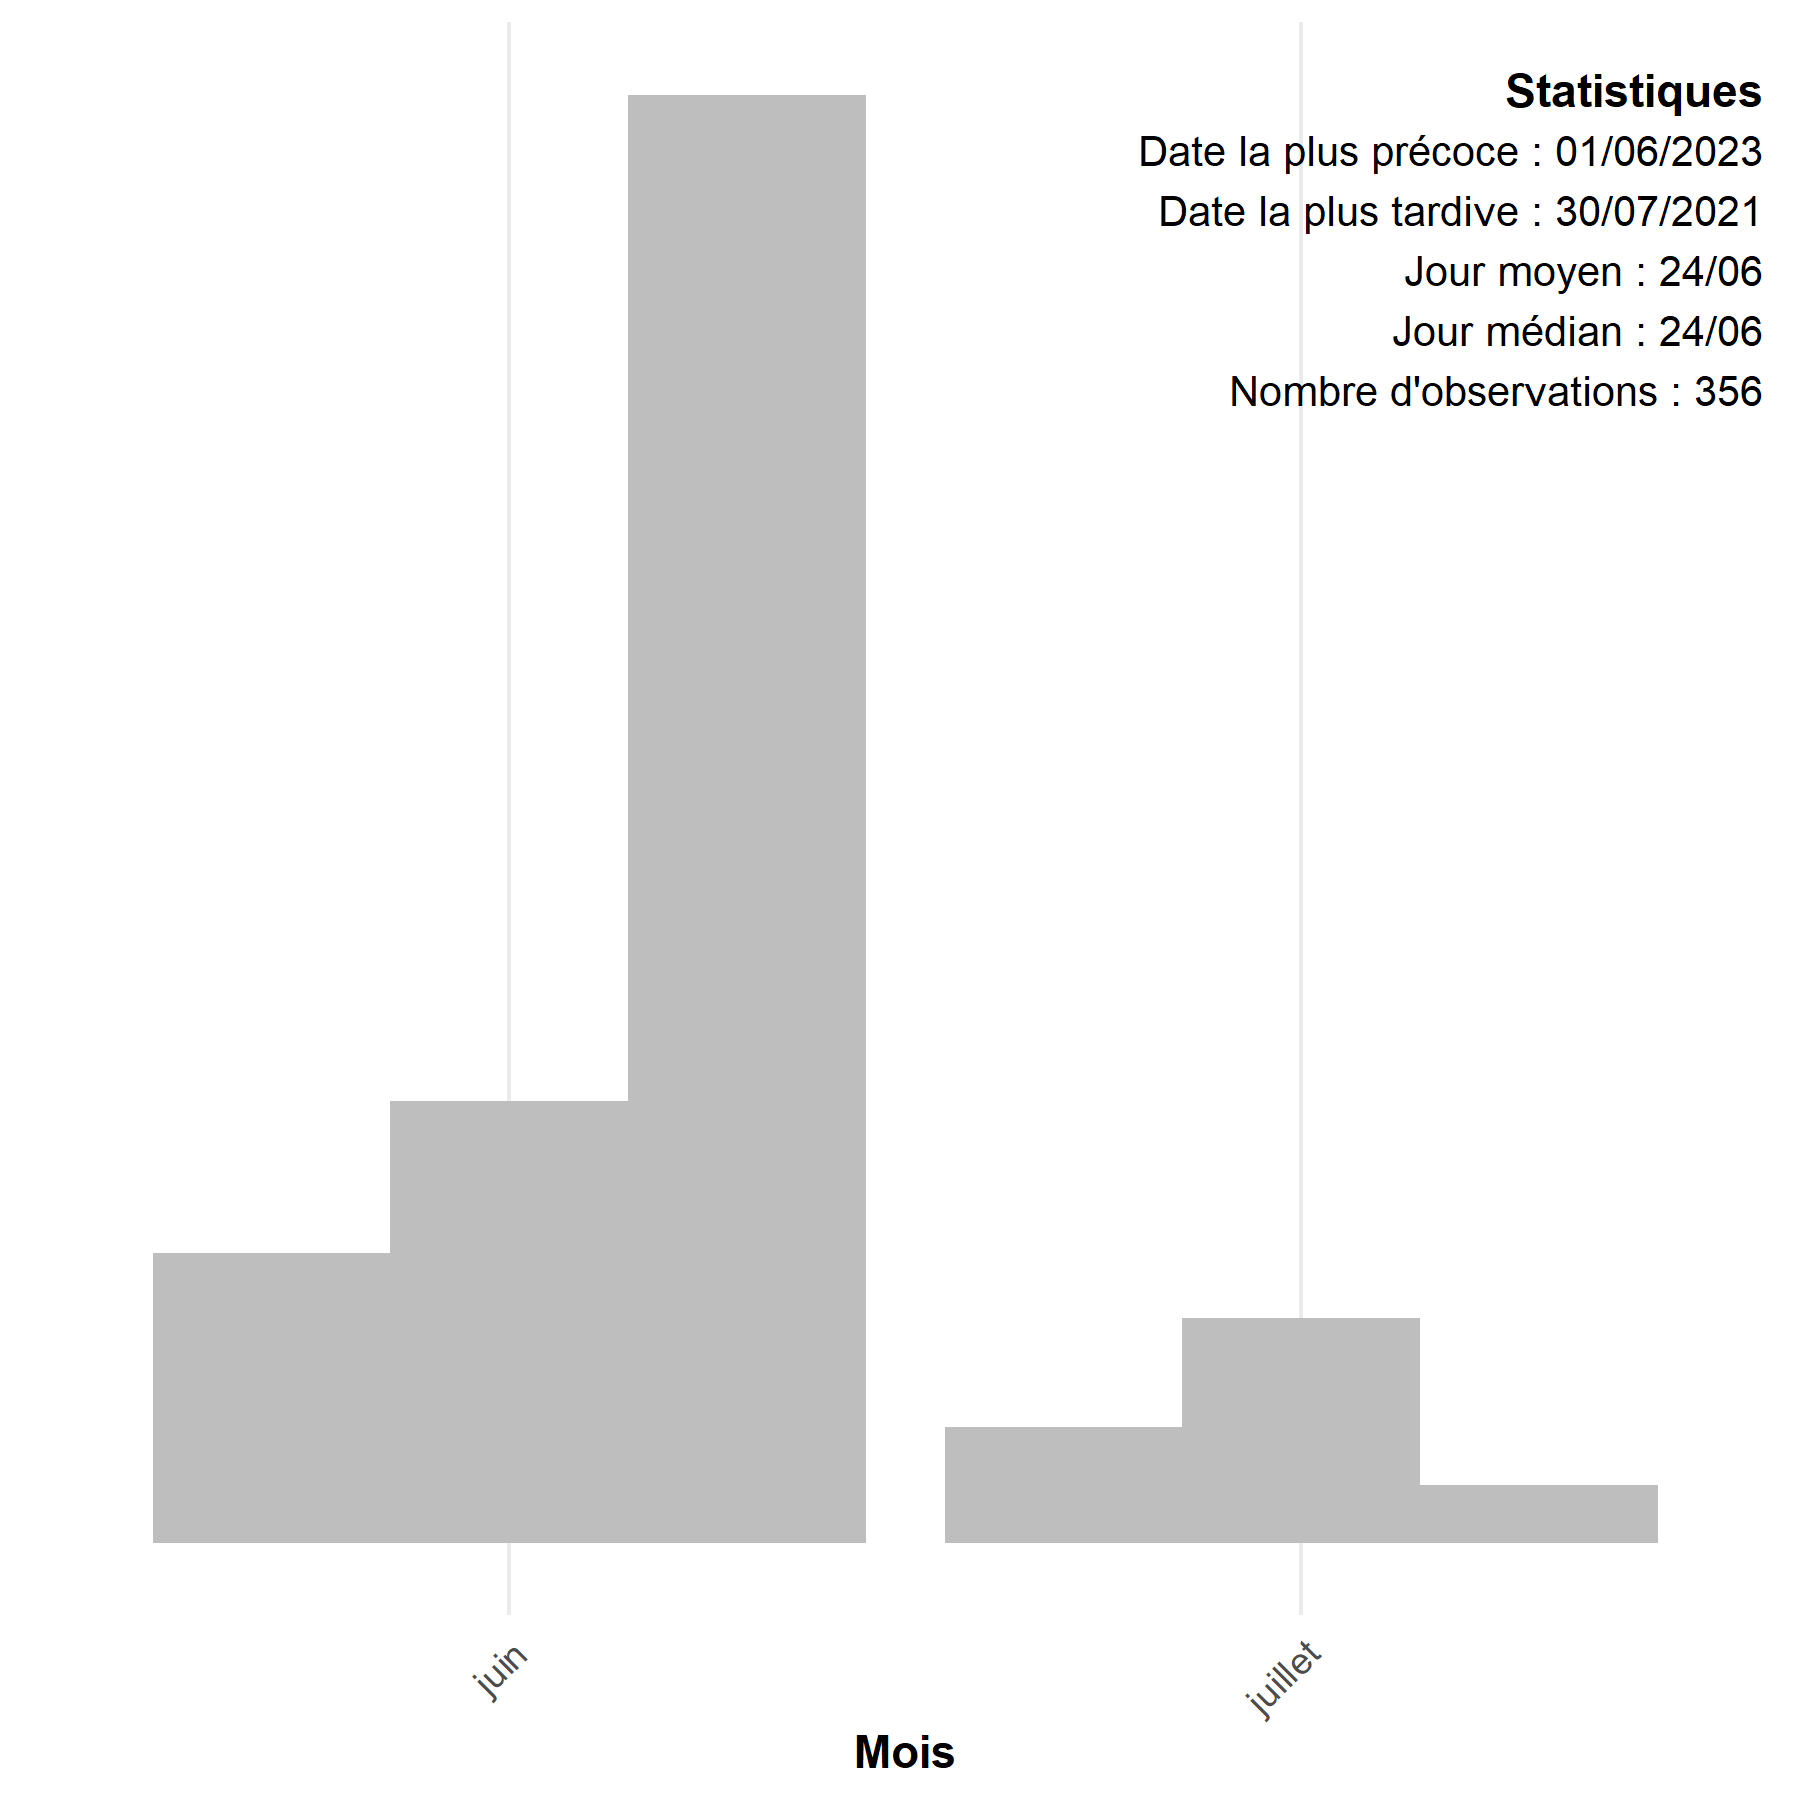 Statistiques
Date la plus précoce : 01/06/2023
Date la plus tardive : 30/07/2021
Jour moyen : 24/06
Jour médian : 24/06
Nombre d'observations : 356
juin
juillet
Mois